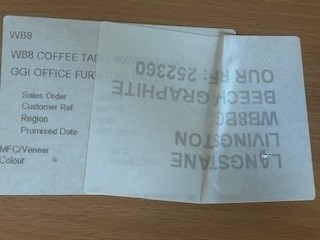 WB8
WB8 COFFEE TAB
GGI OFFICE FUR
Sales Order
Customer Ref.
Region
Promised Date
MFC/Veneer
Colour
LANGSTANE
LIVINGSTON
WB8BG
BEECH GRAPHITE
OUR RF: 252360